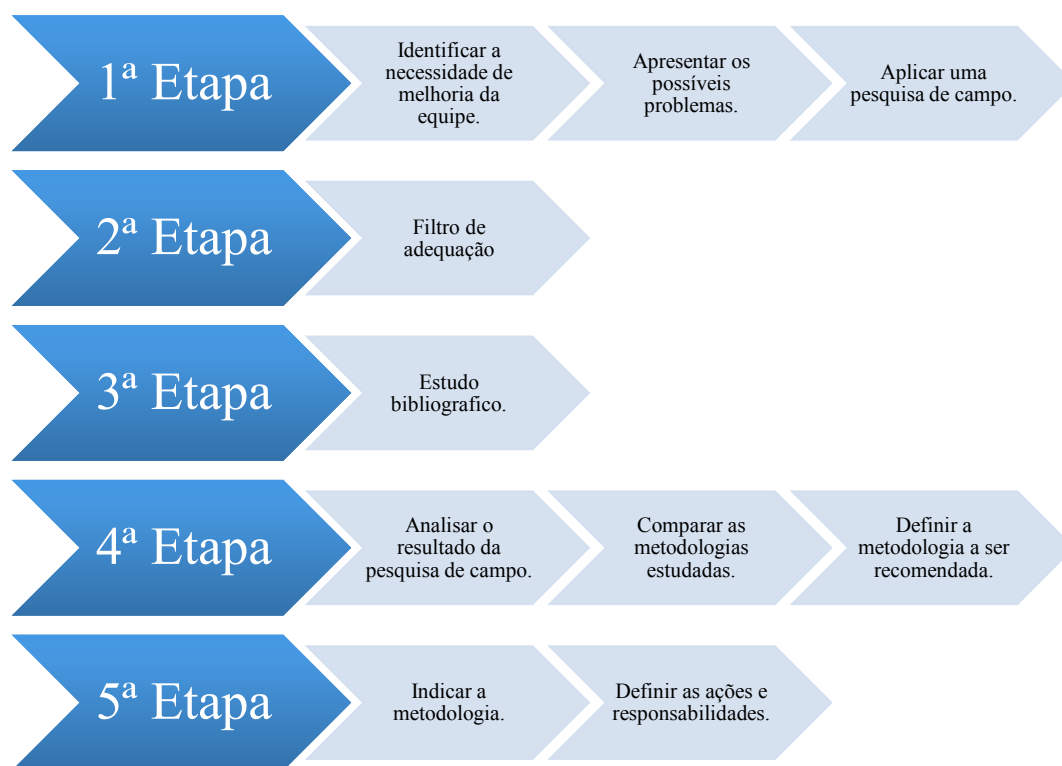 1ª Etapa
Identificar a
necessidade de
melhoria da
equipe.
Apresentar os
possíveis
problemas.
Aplicar uma
pesquisa de campo.
2ª Etapa
Filtro de
adequação
3ª Etapa
Estudo
bibliografico.
4ª Etapa
Analisar o
resultado da
pesquisa de campo.
Comparar as
metodologias
estudadas.
Definir a
metodologia a ser
recomendada.
5ª Etapa
Indicar a
metodologia.
Definir as ações e
responsabilidades.